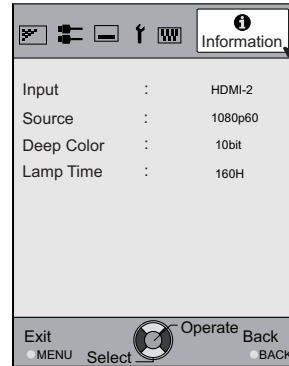 Information
Input : HDMI-2
Source : 1080p60
Deep Color : 10bit
Lamp Time : 160H
Exit
MENU
Select
Operate
Back
BACK